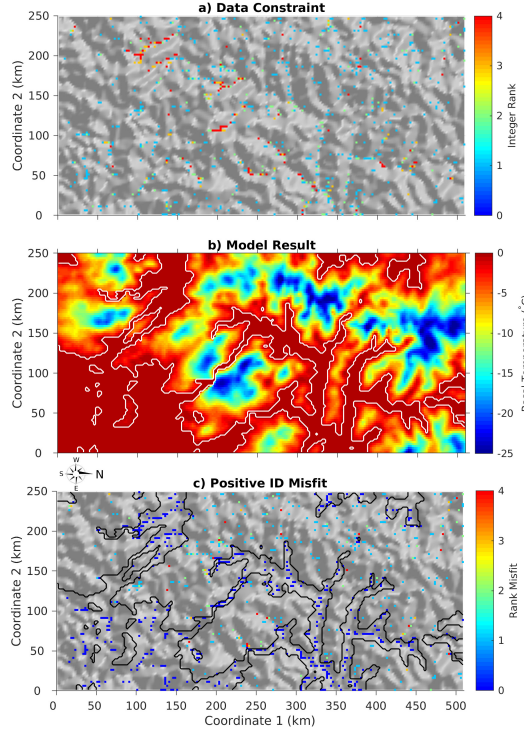 a) Data Constraint
250
200
150
100
50
0
Coordinate 2 (km)
4
3
2
1
0
Integer Rank
b) Model Result
250
200
150
100
50
0
Coordinate 2 (km)
0
-5
-10
-15
-20
-25
W
S N
E
c) Positive ID Misfit
250
200
150
100
50
0
Coordinate 2 (km)
4
3
2
1
0
Rank Misfit
0 50 100 150 200 250 300 350 400 450 500
Coordinate 1 (km)